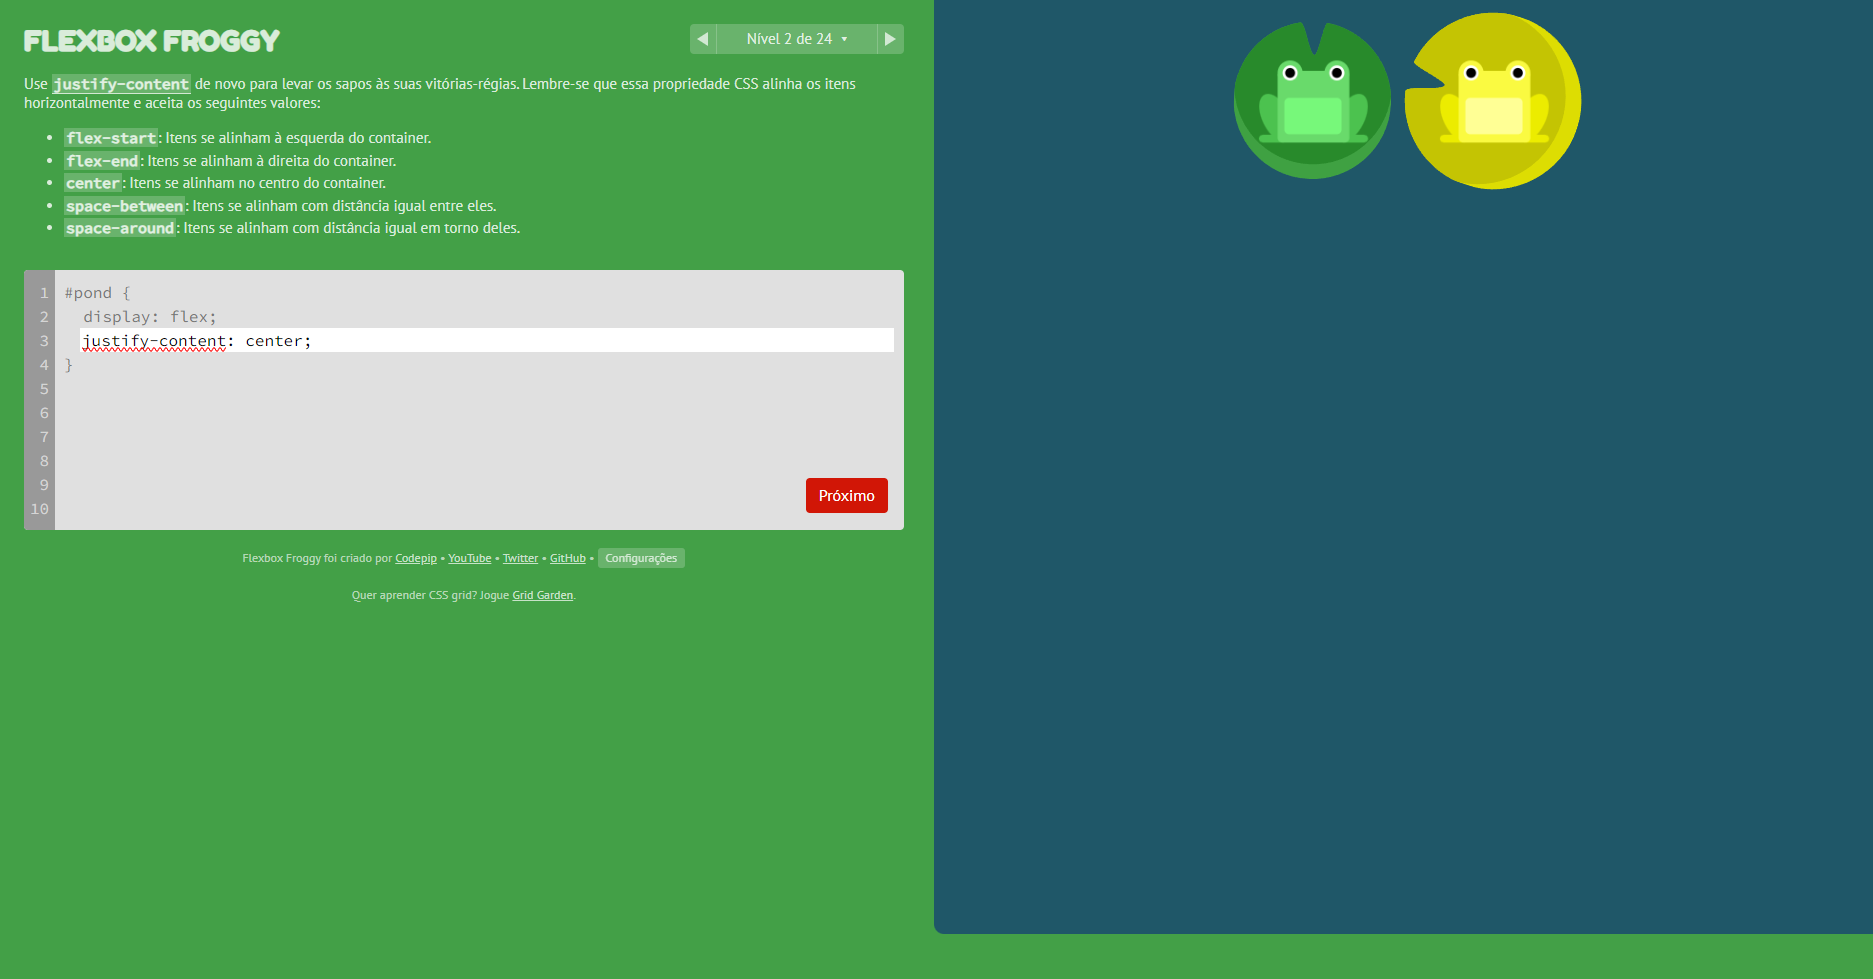 FLEXBOX FROGGY
Nível 2 de 24
Use justify-content de novo para levar os sapos às suas vitórias-régias. Lembre-se que essa propriedade CSS alinha os itens
horizontalmente e aceita os seguintes valores:
• flex-start: Itens se alinham à esquerda do container.
• flex-end: Itens se alinham à direita do container.
• center: Itens se alinham no centro do container.
• space-between: Itens se alinham com distância igual entre eles.
• space-around: Itens se alinham com distância igual em torno deles.
1 #pond {
2 display: flex;
3 justify-content: center;
4 }
5
6
7
8
9
10
Próximo
Flexbox Froggy foi criado por Codepip • YouTube • Twitter • GitHub • Configurações
Quer aprender CSS grid? Jogue Grid Garden.